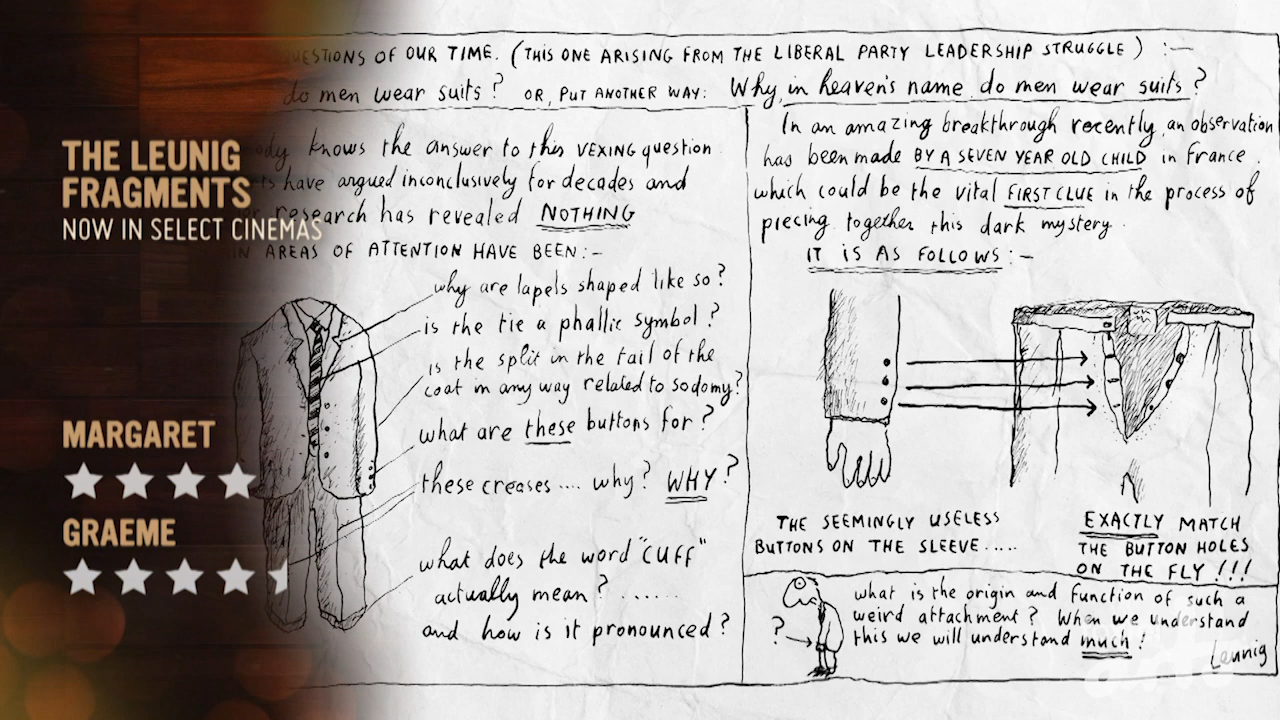 THE LEUNIG
FRAGMENTS
NOW IN SELECT CINEMAS
MARGARET
GRAEME
QUESTIONS OF OUR TIME. (THIS ONE ARISING FROM THE LIBERAL PARTY LEADERSHIP STRUGGLE) :—
do men wear suits? OR, PUT ANOTHER WAY: Why, in heaven's name, do men wear suits?
knows the answer to this VEXING question
have argued inconclusively for decades and
research has revealed NOTHING
AREAS OF ATTENTION HAVE BEEN:—
why are lapels shaped like so?
is the tie a phallic symbol?
is the split in the tail of the
coat in any way related to sodomy?
what are these buttons for?
these creases.... why? WHY?
what does the word "CUFF"
actually mean? .......
and how is it pronounced?
In an amazing breakthrough recently, an observation
has been made BY A SEVEN YEAR OLD CHILD in France.
which could be the vital FIRST CLUE in the process of
piecing together this dark mystery.
IT IS AS FOLLOWS:—
THE SEEMINGLY USELESS
BUTTONS ON THE SLEEVE.....
EXACTLY MATCH
THE BUTTON HOLES
ON THE FLY!!!
?
what is the origin and function of such a
weird attachment? When we understand
this we will understand much!
Leunig